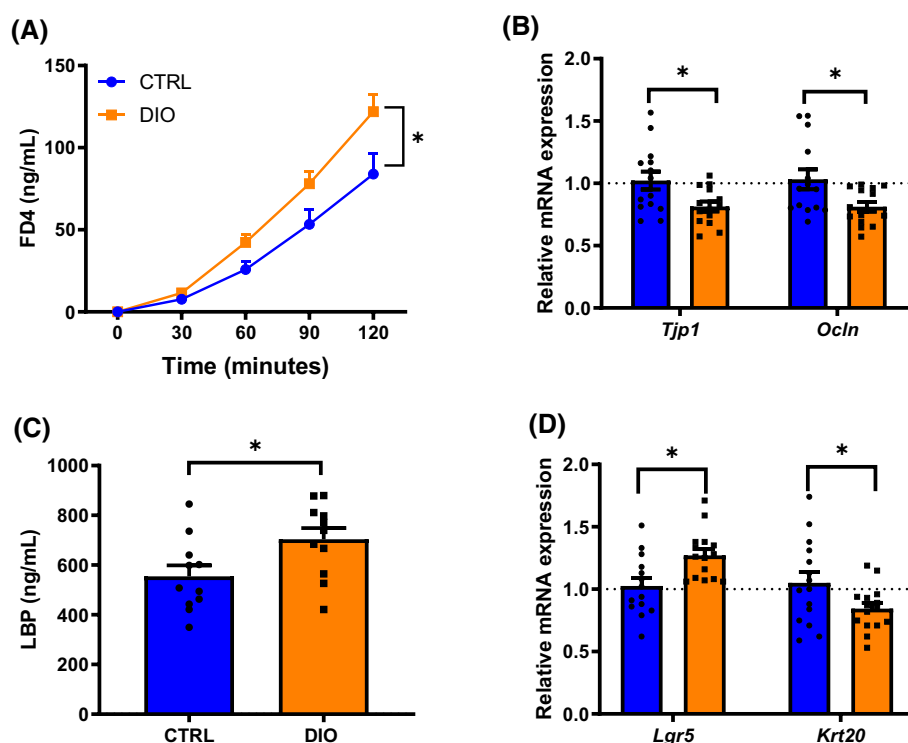 (A)
150
100
50
0
FD4 (ng/mL)
CTRL
DIO
*
0 30 60 90 120
Time (minutes)
(B)
2.0
1.5
1.0
0.5
0.0
Relative mRNA expression
* *
Tjp1 Ocln
(C)
1000
800
600
400
200
0
LBP (ng/mL)
*
CTRL DIO
(D)
2.0
1.5
1.0
0.5
0.0
Relative mRNA expression
* *
Lgr5 Krt20